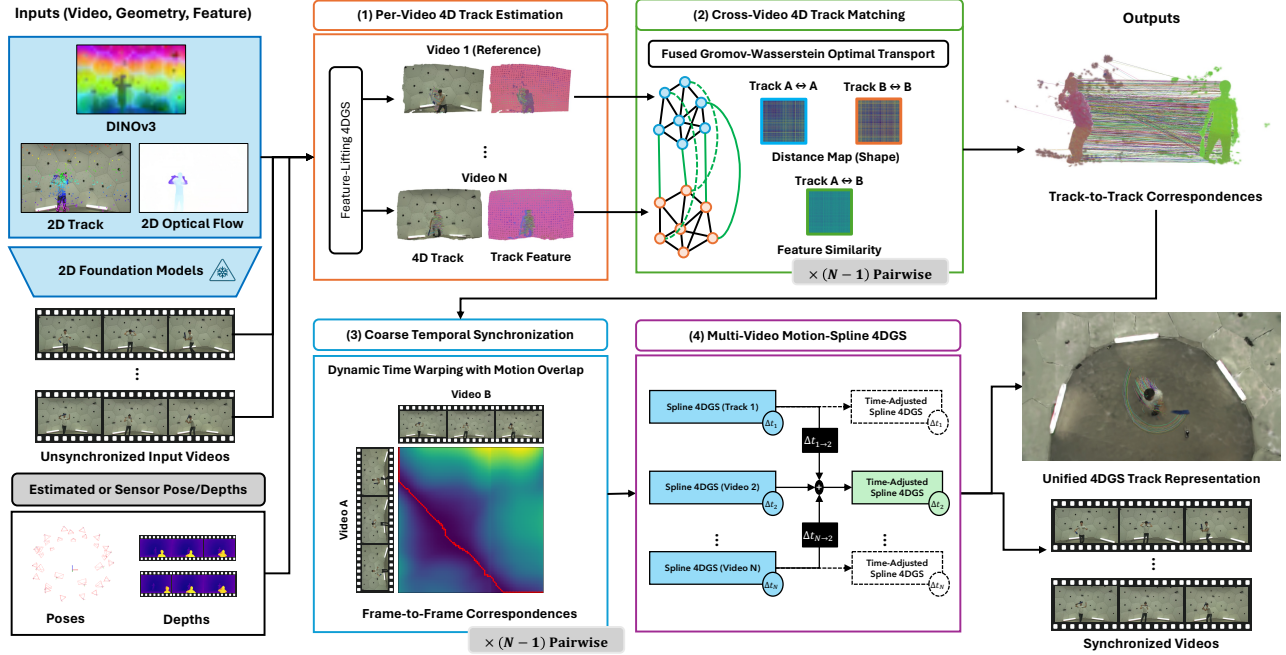 Inputs (Video, Geometry, Feature)
DINOv3
2D Track
2D Optical Flow
2D Foundation Models
Unsynchronized Input Videos
Estimated or Sensor Pose/Depths
Poses
Depths
(1) Per-Video 4D Track Estimation
Feature-Lifting 4DGS
Video 1 (Reference)
Video N
4D Track
Track Feature
(2) Cross-Video 4D Track Matching
Fused Gromov-Wasserstein Optimal Transport
Track A ↔ A
Track B ↔ B
Distance Map (Shape)
Track A ↔ B
Feature Similarity
× (N − 1) Pairwise
Outputs
Track-to-Track Correspondences
(3) Coarse Temporal Synchronization
Dynamic Time Warping with Motion Overlap
Video B
Video A
Frame-to-Frame Correspondences
× (N − 1) Pairwise
(4) Multi-Video Motion-Spline 4DGS
Spline 4DGS (Track 1)
Δt₁
Time-Adjusted
Spline 4DGS
Δt₁
Δt₁→₂
Spline 4DGS (Video 2)
Δt₂
+
Time-Adjusted
Spline 4DGS
Δt₂
Δt_N→2
Spline 4DGS (Video N)
Δt_N
Time-Adjusted
Spline 4DGS
Δt_N
Unified 4DGS Track Representation
Synchronized Videos